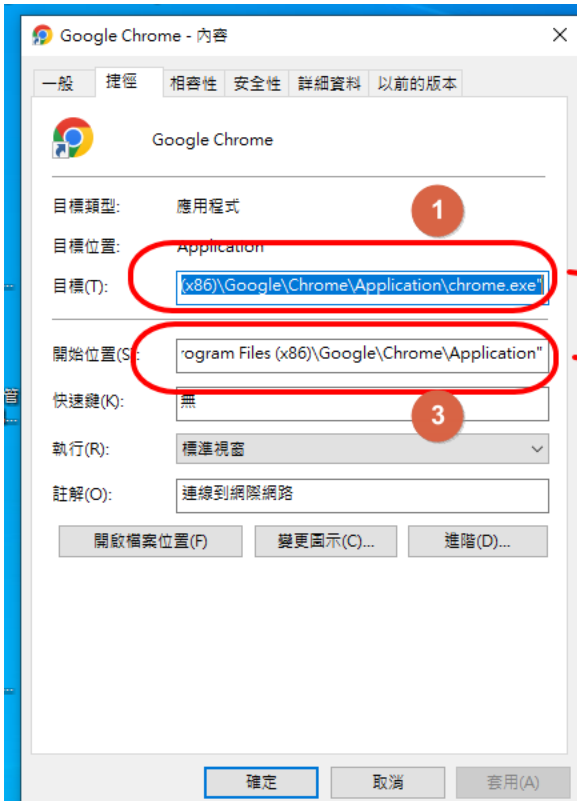 Google Chrome - 內容
一般 捷徑 相容性 安全性 詳細資料 以前的版本
Google Chrome
目標類型: 應用程式
1
目標位置: Application
目標(T): (x86)\Google\Chrome\Application\chrome.exe"
開始位置(S): rogram Files (x86)\Google\Chrome\Application"
快速鍵(K): 無
3
執行(R): 標準視窗
註解(O): 連線到網際網路
開啟檔案位置(F) 變更圖示(C)... 進階(D)...
確定 取消 套用(A)
管